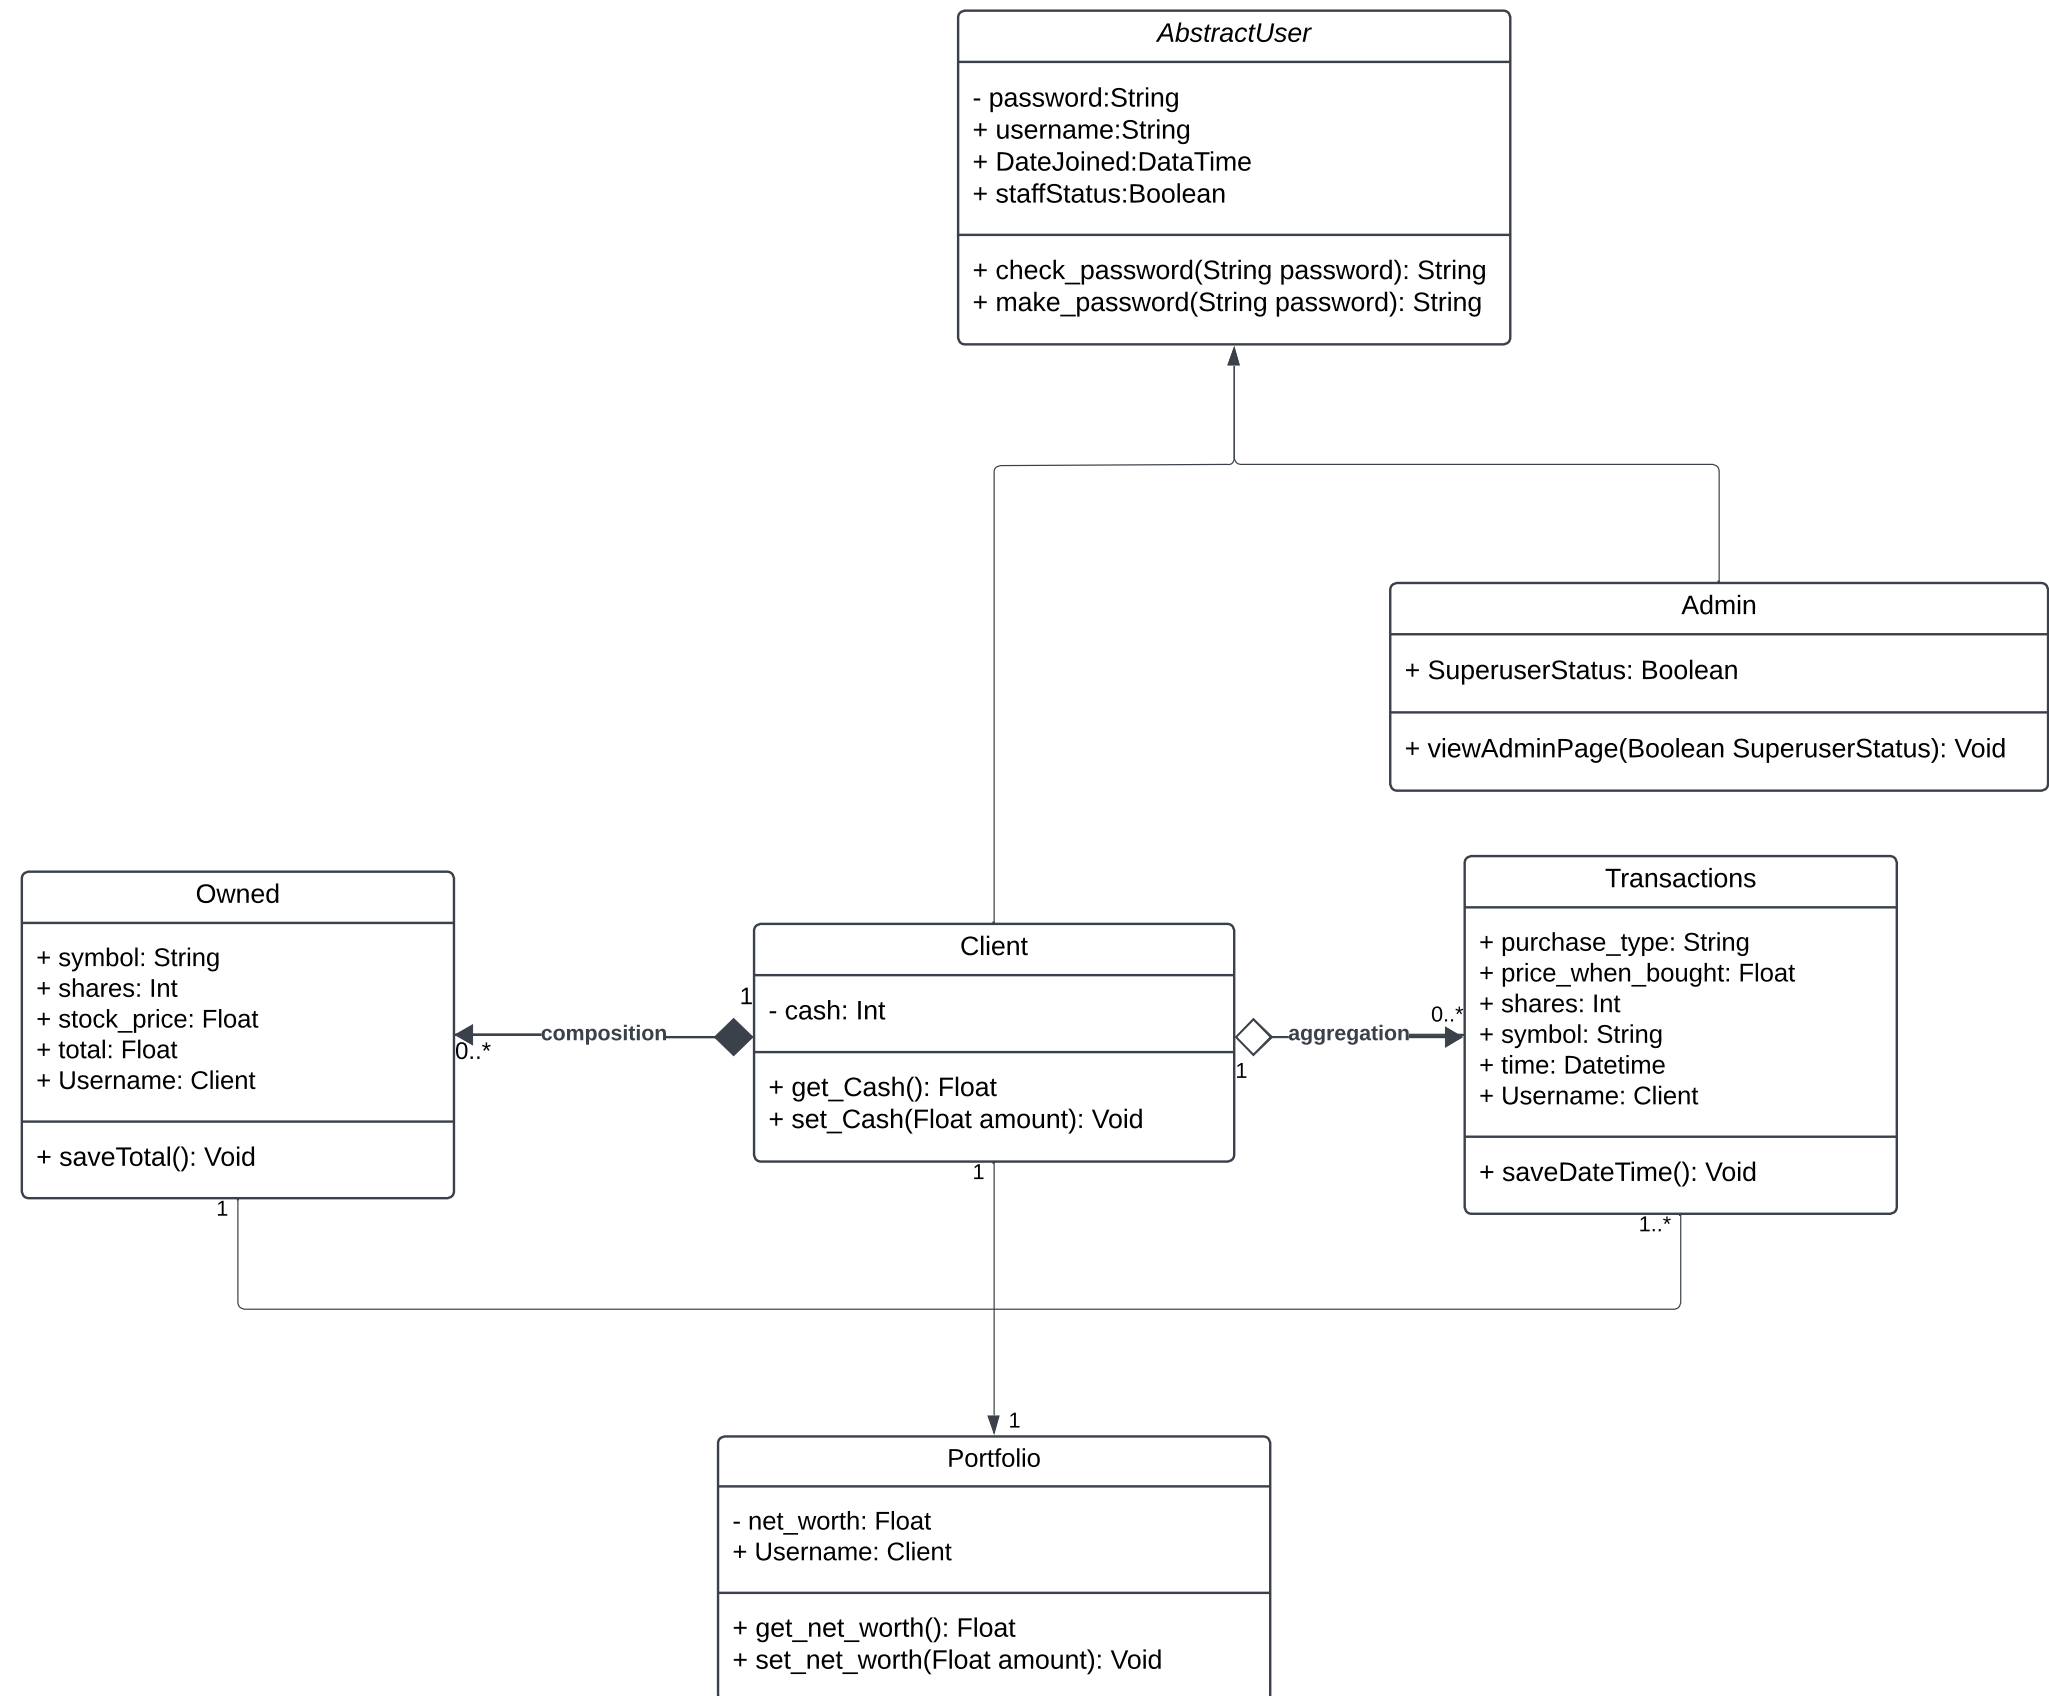 AbstractUser
- password:String
+ username:String
+ DateJoined:DataTime
+ staffStatus:Boolean
+ check_password(String password): String
+ make_password(String password): String
Admin
+ SuperuserStatus: Boolean
+ viewAdminPage(Boolean SuperuserStatus): Void
Owned
+ symbol: String
+ shares: Int
+ stock_price: Float
+ total: Float
+ Username: Client
+ saveTotal(): Void
1
composition
0..*
Client
- cash: Int
+ get_Cash(): Float
+ set_Cash(Float amount): Void
0..*
aggregation
1
Transactions
+ purchase_type: String
+ price_when_bought: Float
+ shares: Int
+ symbol: String
+ time: Datetime
+ Username: Client
+ saveDateTime(): Void
1
1
1..*
1
Portfolio
- net_worth: Float
+ Username: Client
+ get_net_worth(): Float
+ set_net_worth(Float amount): Void